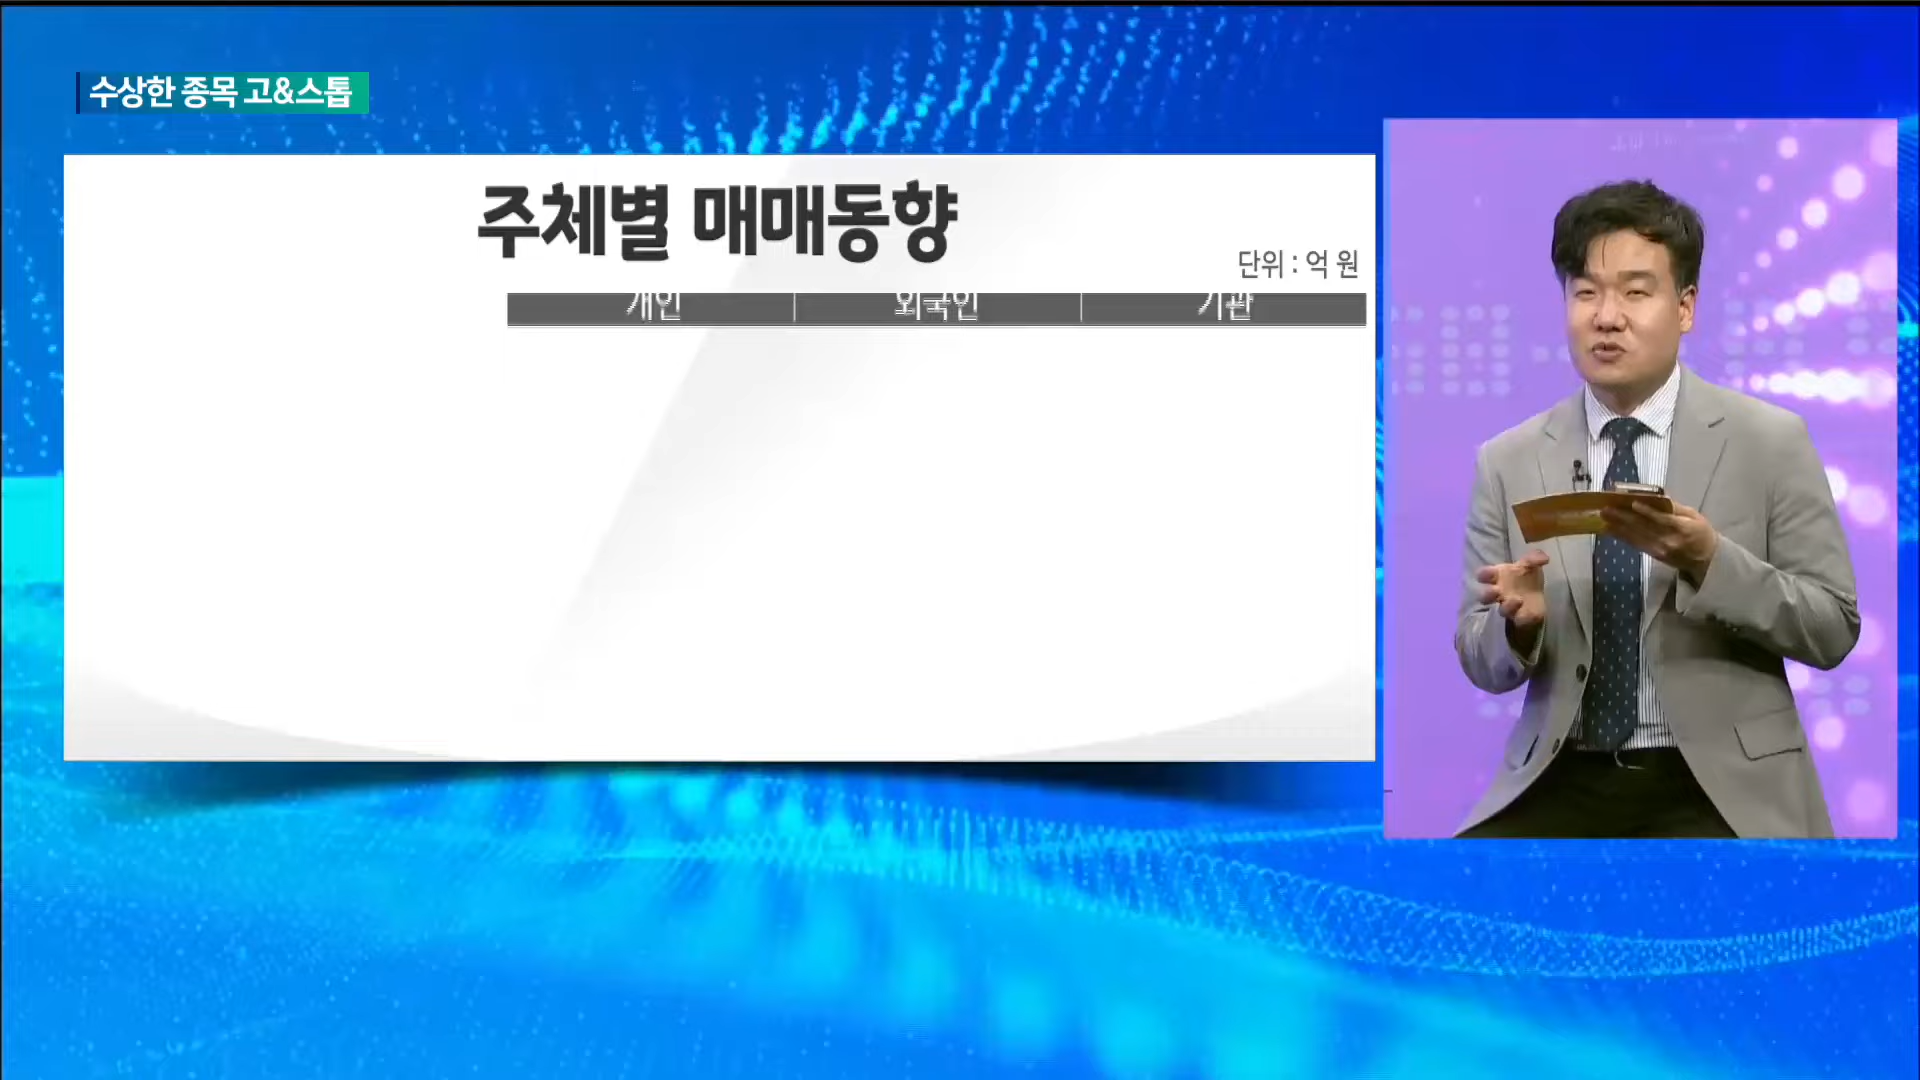 수상한 종목 고&스톱
주체별 매매동향
단위 : 억 원
개인 외국인 기관